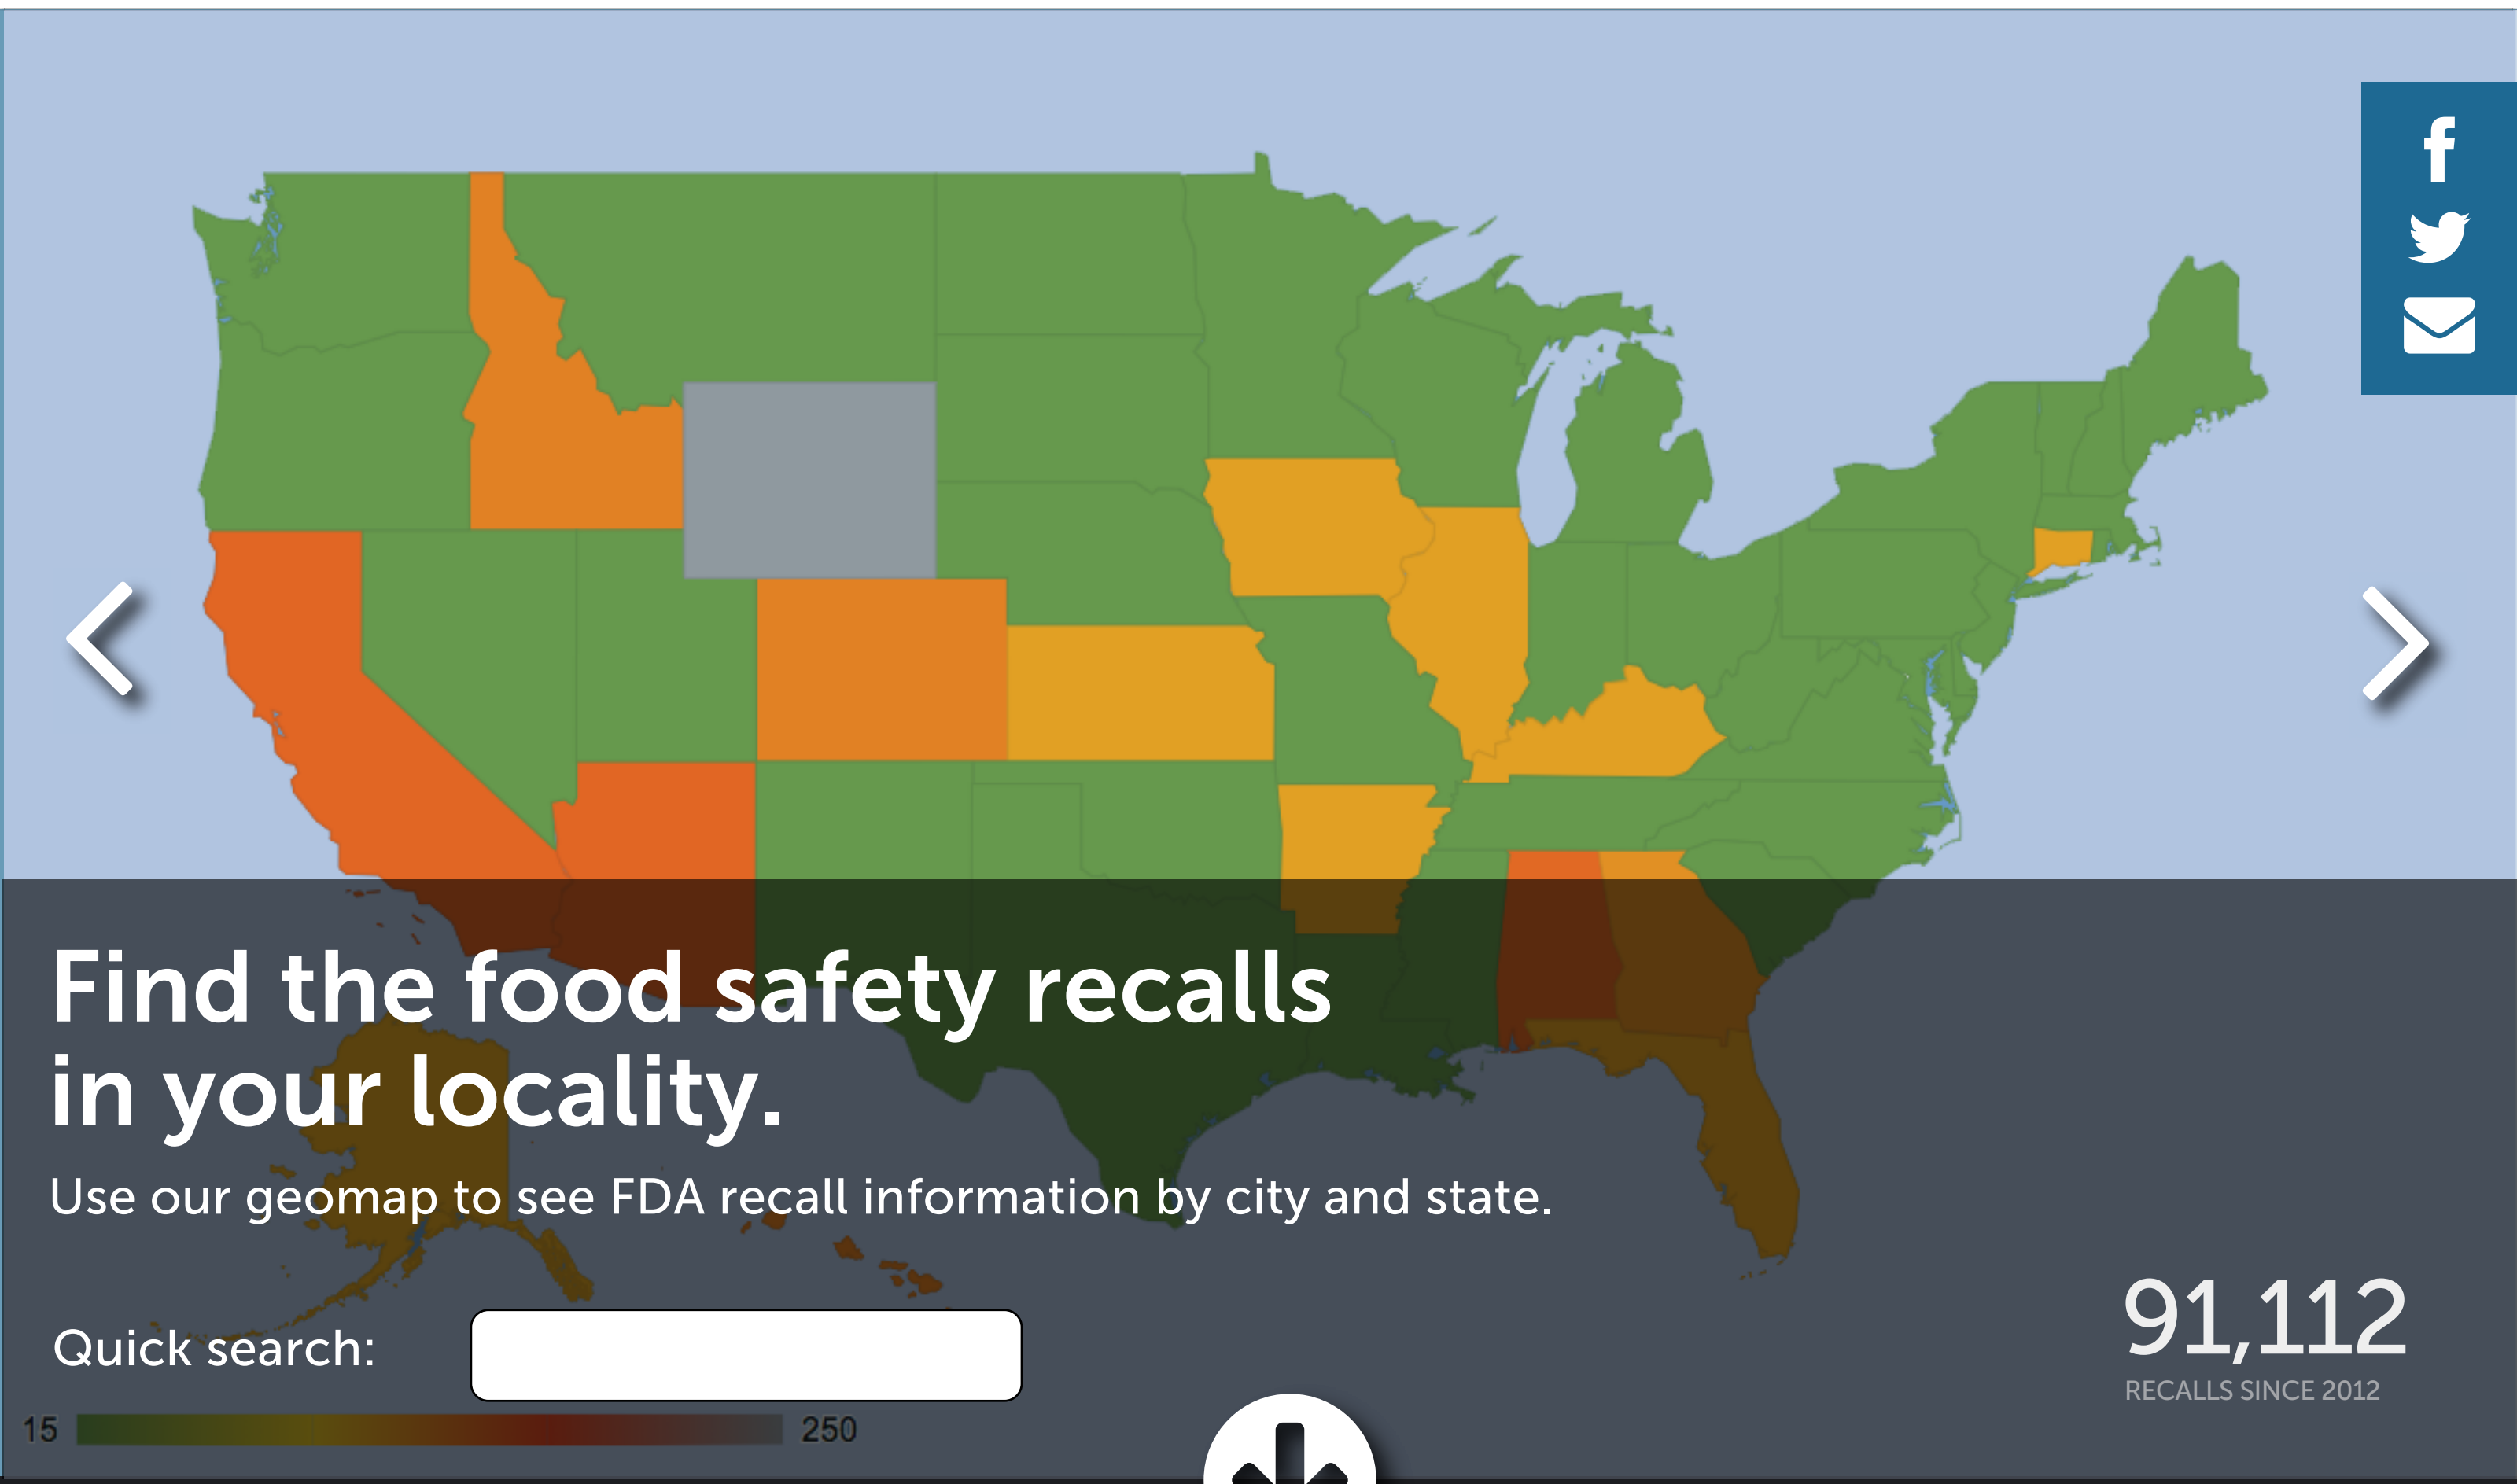 Find the food safety recalls
in your locality.
Use our geomap to see FDA recall information by city and state.
Quick search:
15 250
91,112
RECALLS SINCE 2012